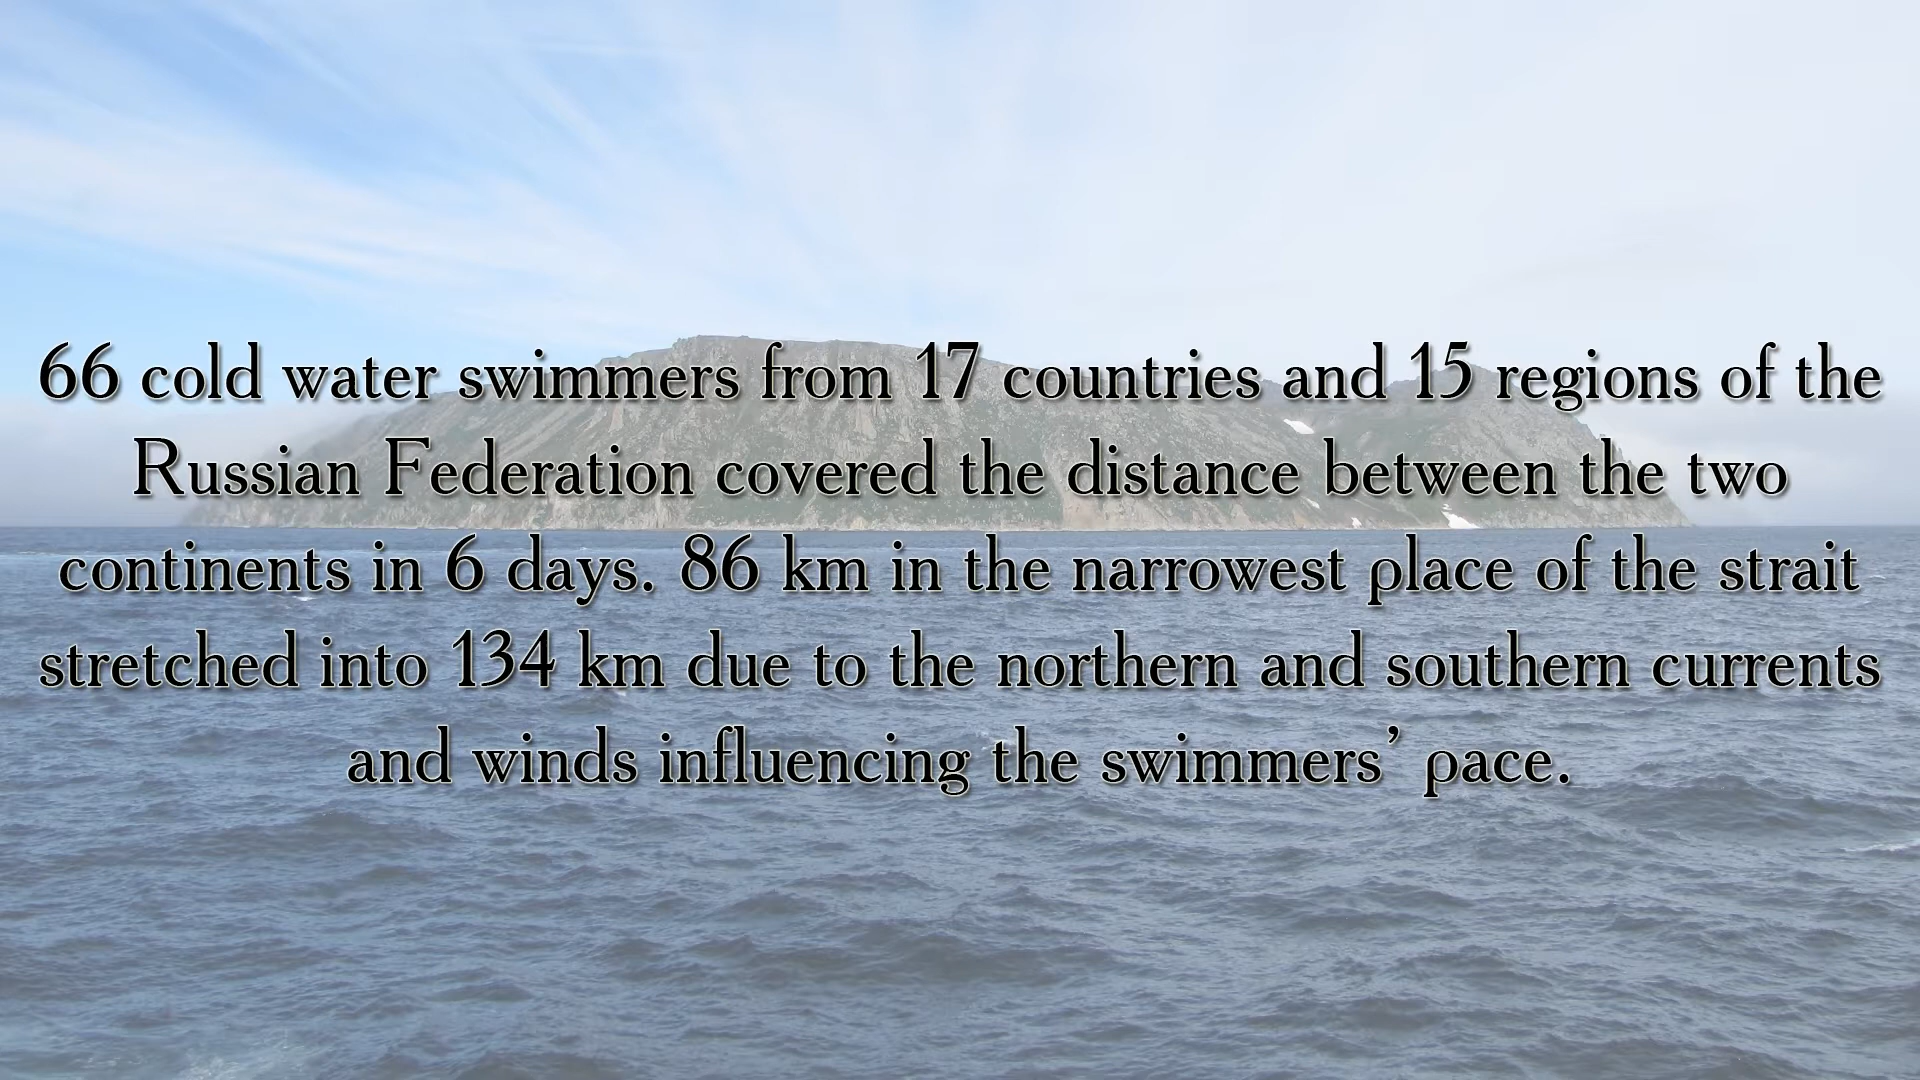 66 cold water swimmers from 17 countries and 15 regions of the
Russian Federation covered the distance between the two
continents in 6 days. 86 km in the narrowest place of the strait
stretched into 134 km due to the northern and southern currents
and winds influencing the swimmers’ pace.